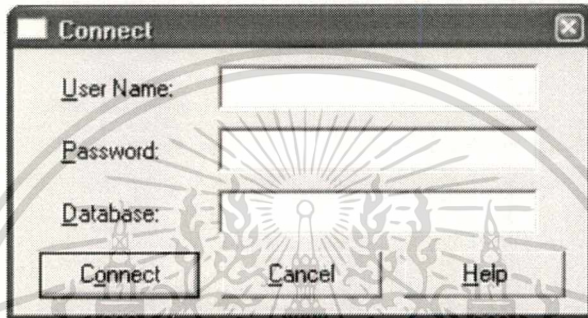 Connect
User Name:
Password:
Database:
Connect Cancel Help